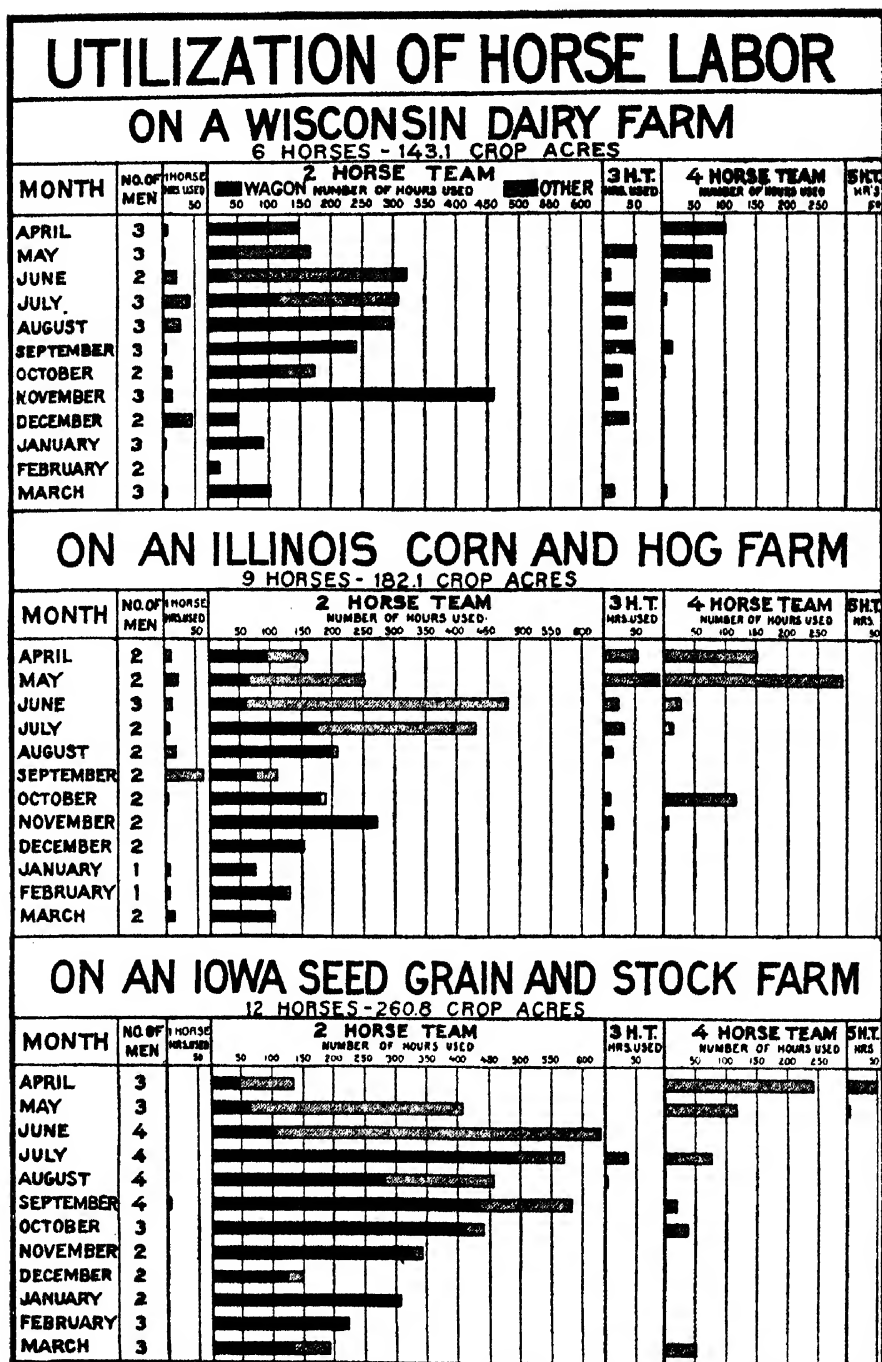 UTILIZATION OF HORSE LABOR
ON A WISCONSIN DAIRY FARM
6 HORSES - 143.1 CROP ACRES
MONTH NO. OF MEN 1 HORSE HRS USED 50 2 HORSE TEAM WAGON NUMBER OF HOURS USED OTHER 50 100 150 200 250 300 350 400 450 500 550 600 3 H.T. HRS. USED 50 4 HORSE TEAM NUMBER OF HOURS USED 50 100 150 200 250 5 H.T. HR'S
APRIL 3
MAY 3
JUNE 2
JULY. 3
AUGUST 3
SEPTEMBER 3
OCTOBER 2
NOVEMBER 3
DECEMBER 2
JANUARY 3
FEBRUARY 2
MARCH 3
ON AN ILLINOIS CORN AND HOG FARM
9 HORSES - 182.1 CROP ACRES
MONTH NO. OF MEN 1 HORSE HRS.USED 50 2 HORSE TEAM NUMBER OF HOURS USED. 50 100 150 200 250 300 350 400 450 500 550 600 3 H.T. HRS.USED 50 4 HORSE TEAM NUMBER OF HOURS USED 50 100 150 200 250 5 H.T. HRS. 50
APRIL 2
MAY 2
JUNE 3
JULY 2
AUGUST 2
SEPTEMBER 2
OCTOBER 2
NOVEMBER 2
DECEMBER 2
JANUARY 1
FEBRUARY 1
MARCH 2
ON AN IOWA SEED GRAIN AND STOCK FARM
12 HORSES - 260.8 CROP ACRES
MONTH NO. OF MEN 1 HORSE HRS.USED 50 2 HORSE TEAM NUMBER OF HOURS USED 50 100 150 200 250 300 350 400 450 500 550 600 3 H.T. HRS.USED 50 4 HORSE TEAM NUMBER OF HOURS USED 50 100 150 200 250 5 H.T. HRS 50
APRIL 3
MAY 3
JUNE 4
JULY 4
AUGUST 4
SEPTEMBER 4
OCTOBER 3
NOVEMBER 2
DECEMBER 2
JANUARY 2
FEBRUARY 3
MARCH 3